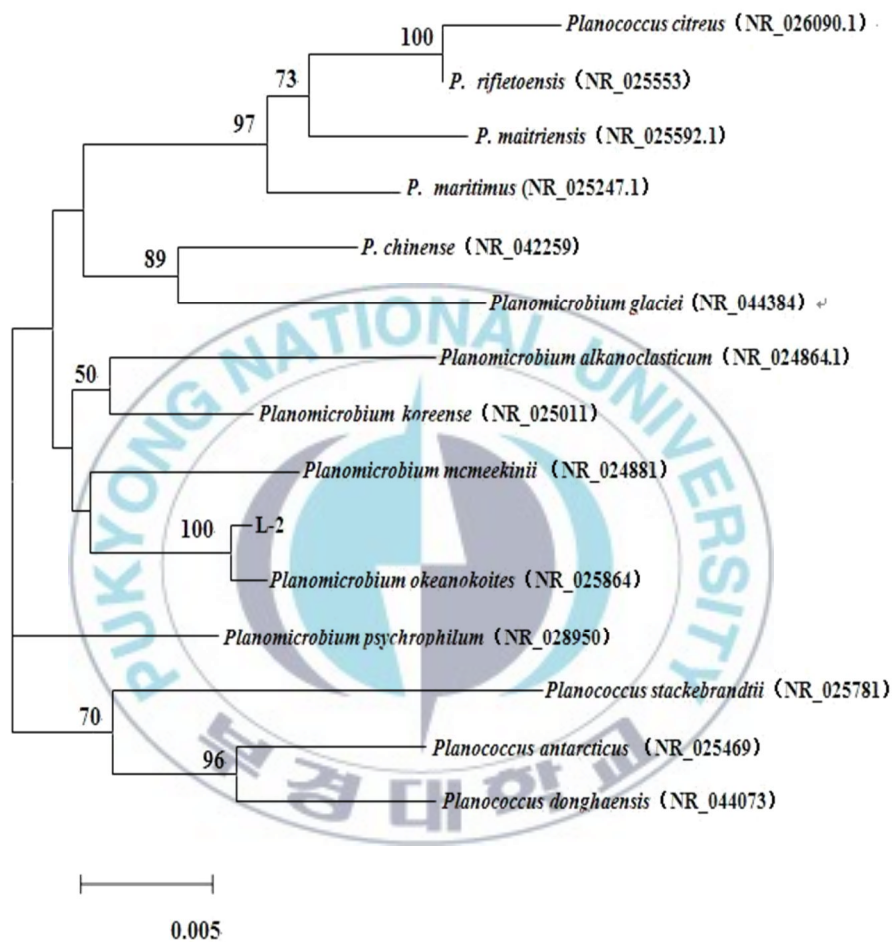 Planococcus citreus (NR_026090.1)
100
P. rifietoensis (NR_025553)
73
P. maitriensis (NR_025592.1)
97
P. maritimus (NR_025247.1)
P. chinense (NR_042259)
89
Planomicrobium glaciei (NR_044384) ↵
Planomicrobium alkanoclasticum (NR_024864.1)
50
Planomicrobium koreense (NR_025011)
Planomicrobium mcmeekinii (NR_024881)
100
L-2
Planomicrobium okeanokoites (NR_025864)
Planomicrobium psychrophilum (NR_028950)
Planococcus stackebrandtii (NR_025781)
70
Planococcus antarcticus (NR_025469)
96
Planococcus donghaensis (NR_044073)
0.005
PUKYONG NATIONAL UNIVERSITY
부경대학교